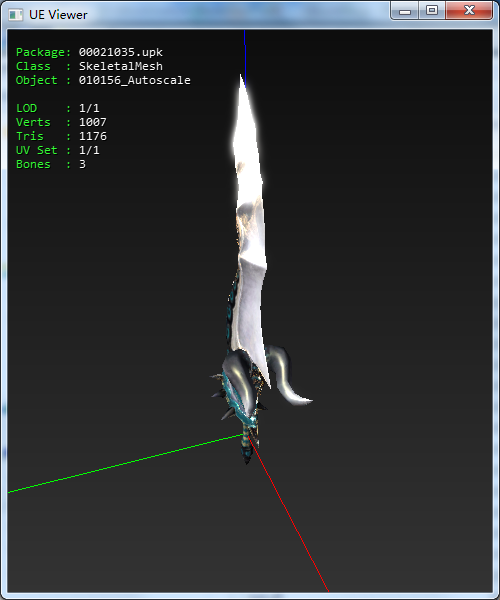 UE Viewer
Package: 00021035.upk
Class : SkeletalMesh
Object : 010156_Autoscale
LOD : 1/1
Verts : 1007
Tris : 1176
UV Set : 1/1
Bones : 3